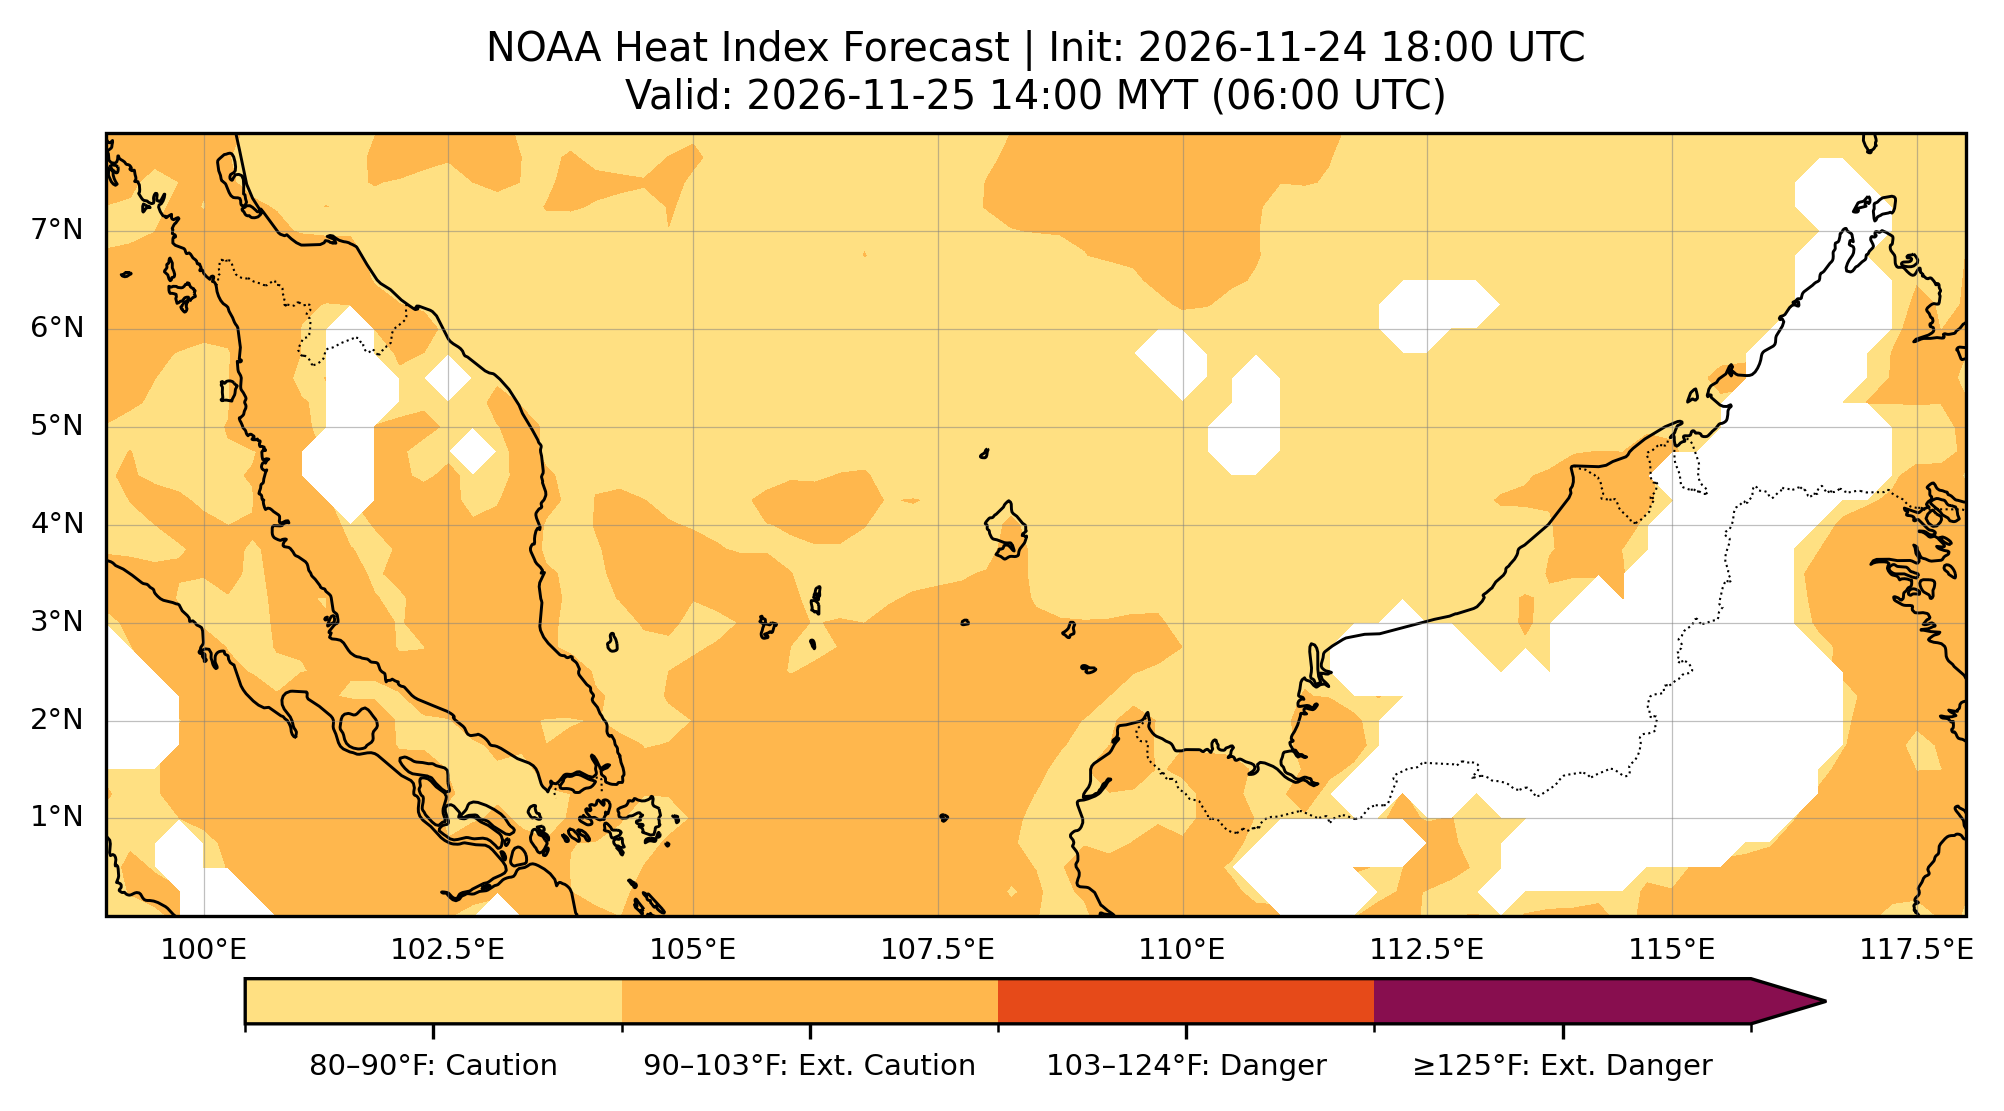 NOAA Heat Index Forecast | Init: 2026-11-24 18:00 UTC
Valid: 2026-11-25 14:00 MYT (06:00 UTC)
7°N
6°N
5°N
4°N
3°N
2°N
1°N
100°E 102.5°E 105°E 107.5°E 110°E 112.5°E 115°E 117.5°E
80–90°F: Caution 90–103°F: Ext. Caution 103–124°F: Danger ≥125°F: Ext. Danger